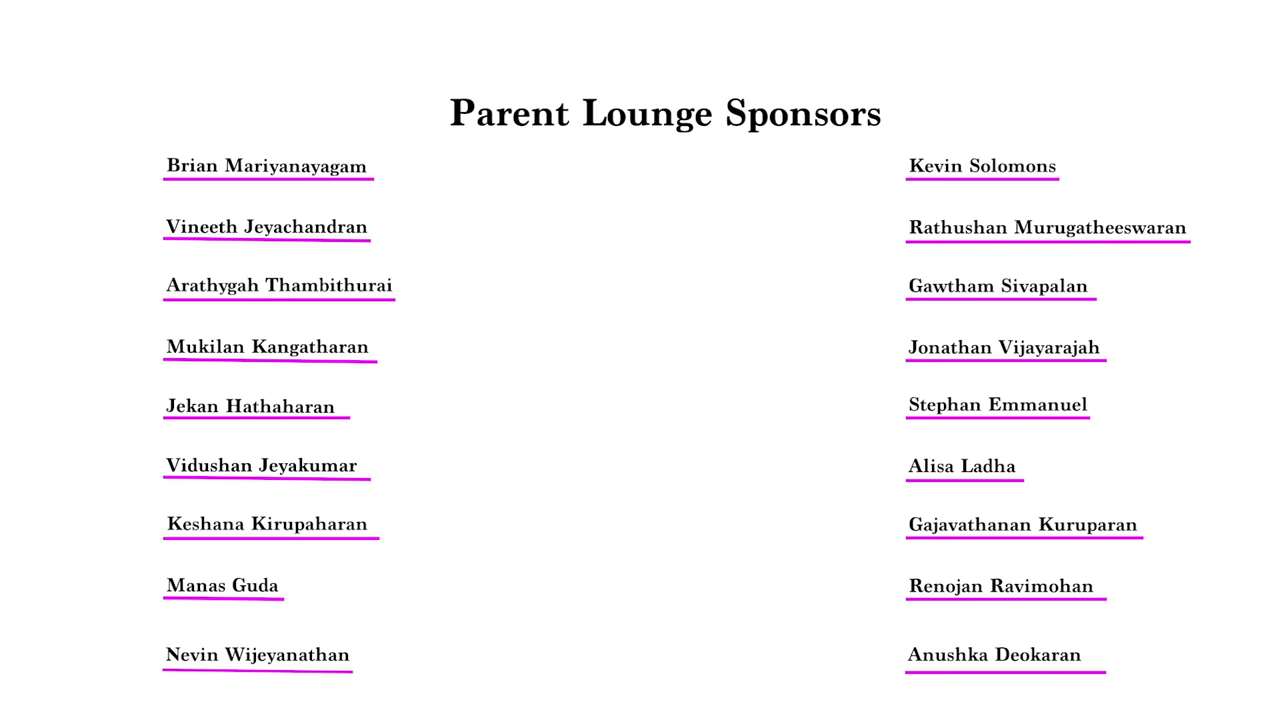 Parent Lounge Sponsors
Brian Mariyanayagam
Vineeth Jeyachandran
Arathygah Thambithurai
Mukilan Kangatharan
Jekan Hathaharan
Vidushan Jeyakumar
Keshana Kirupaharan
Manas Guda
Nevin Wijeyanathan
Kevin Solomons
Rathushan Murugatheeswaran
Gawtham Sivapalan
Jonathan Vijayarajah
Stephan Emmanuel
Alisa Ladha
Gajavathanan Kuruparan
Renojan Ravimohan
Anushka Deokaran